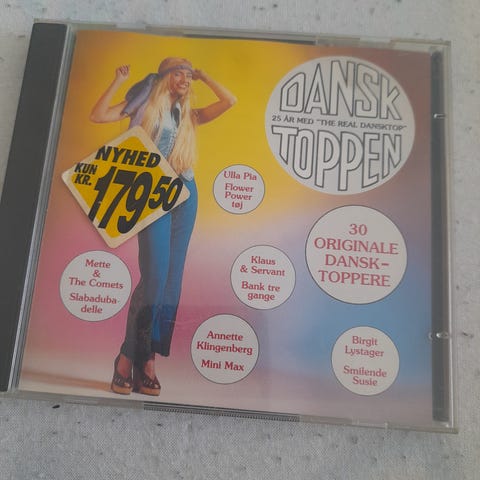 DANSK
25 ÅR MED "THE REAL DANSKTOP"
TOPPEN
NYHED
KUN
KR.
179.50
Ulla Pia
Flower
Power
tøj
30
ORIGINALE
DANSK-
TOPPERE
Mette
&
The Comets
Slabaduba-
delle
Klaus
& Servant
Bank tre
gange
Annette
Klingenberg
Mini Max
Birgit
Lystager
Smilende
Susie